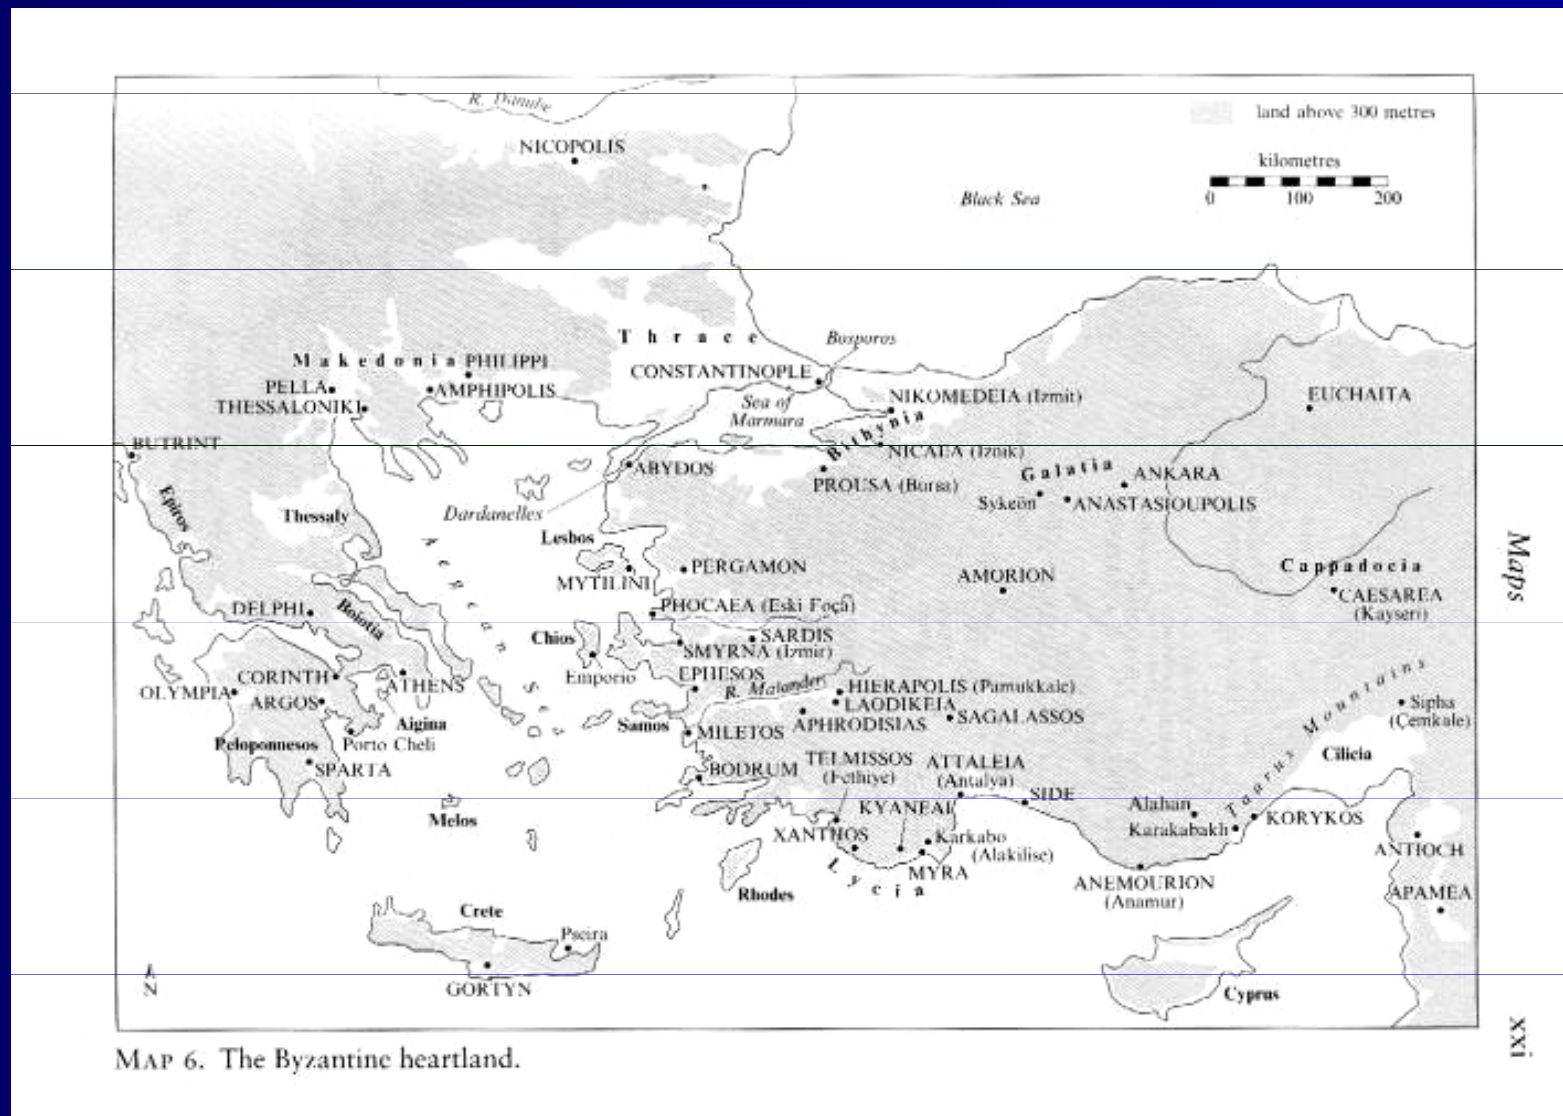 R. Danube
land above 300 metres
NICOPOLIS
kilometres
0 100 200
Black Sea
Thrace
Bosporos
Makedonia
PHILIPPI
CONSTANTINOPLE
PELLA
AMPHIPOLIS
THESSALONIKI
Sea of
Marmara
NIKOMEDEIA (Izmit)
EUCHAITA
Bithynia
BUTRINT
NICAEA (Iznik)
ABYDOS
PROUSA (Bursa)
Galatia
ANKARA
Sykeön
ANASTASIOUPOLIS
Epiros
Thessaly
Dardanelles
Aegean Sea
Lesbos
MYTILINI
PERGAMON
AMORION
Cappadocia
CAESAREA
(Kayseri)
DELPHI
Boiotia
PHOCAEA (Eski Foça)
Chios
SARDIS
SMYRNA (Izmir)
Emporio
EPHESOS
R. Maiander
CORINTH
ATHENS
OLYMPIA
ARGOS
HIERAPOLIS (Pamukkale)
LAODIKEIA
APHRODISIAS
SAGALASSOS
Taurus Mountains
Sipha
(Çemkale)
Aigina
Samos
MILETOS
Peloponnesos
Porto Cheli
SPARTA
BODRUM
TELMISSOS
(Fethiye)
ATTALEIA
(Antalya)
SIDE
Cilicia
Melos
KYANEAI
XANTHOS
Karkabo
(Alakilise)
MYRA
Lycia
Alahan
Karakabaklı
KORYKOS
ANTIOCH
ANEMOURION
(Anamur)
APAMEA
Rhodes
Crete
Pseira
GORTYN
Cyprus
N
MAP 6. The Byzantine heartland.
Maps
xxi